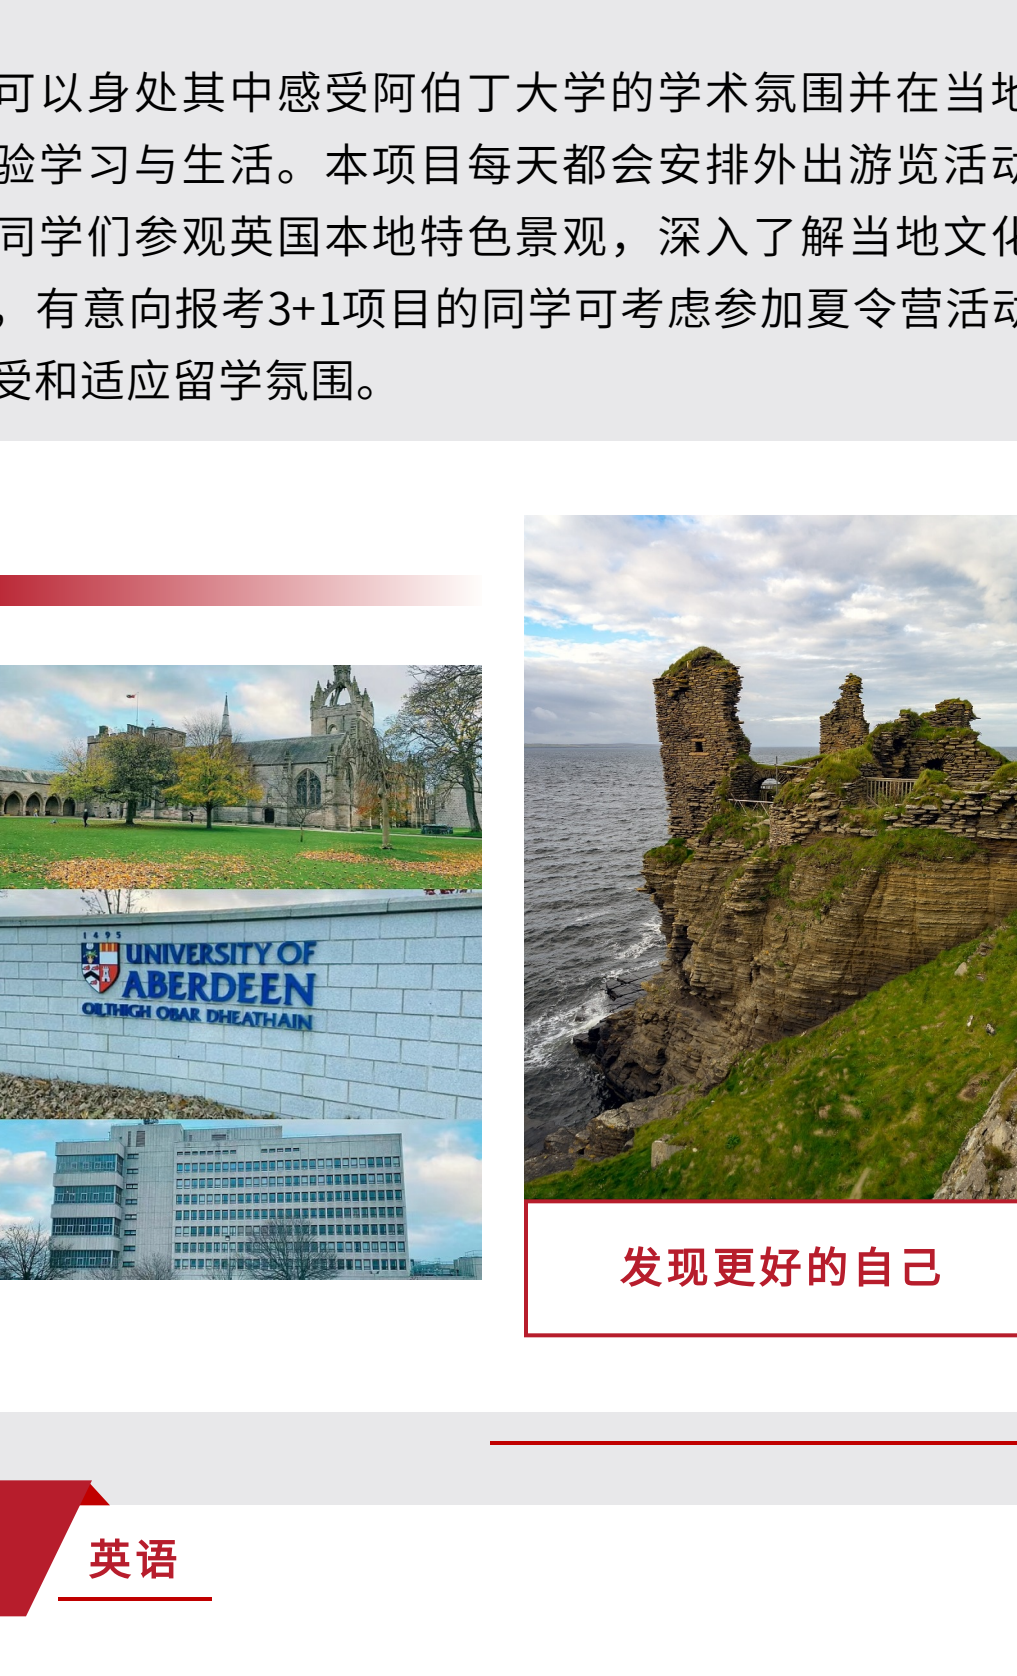 可以身处其中感受阿伯丁大学的学术氛围并在当地
验学习与生活。本项目每天都会安排外出游览活动
同学们参观英国本地特色景观，深入了解当地文化
，有意向报考3+1项目的同学可考虑参加夏令营活动
受和适应留学氛围。
1495
UNIVERSITY OF
ABERDEEN
OILTHIGH OBAR DHEATHAIN
发现更好的自己
英语